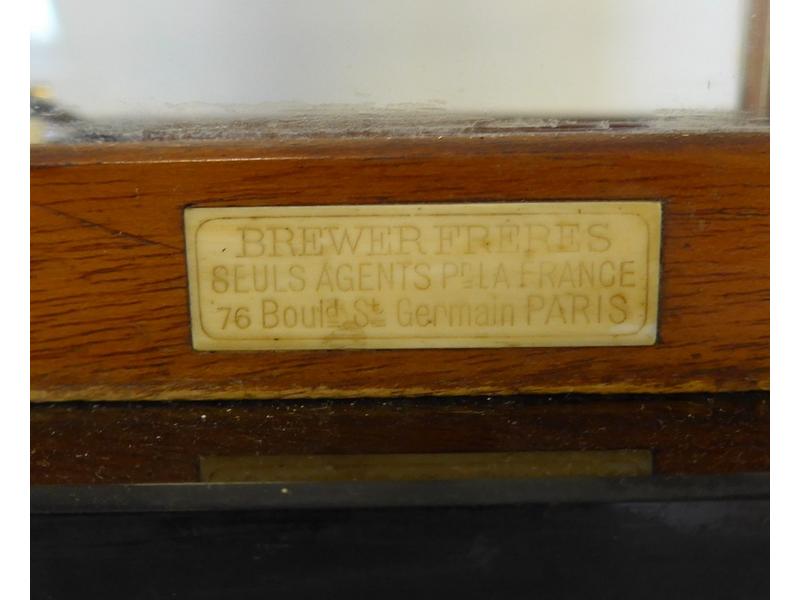 BREWER FRÈRES
SEULS AGENTS Pr LA FRANCE
76 Bould St Germain PARIS